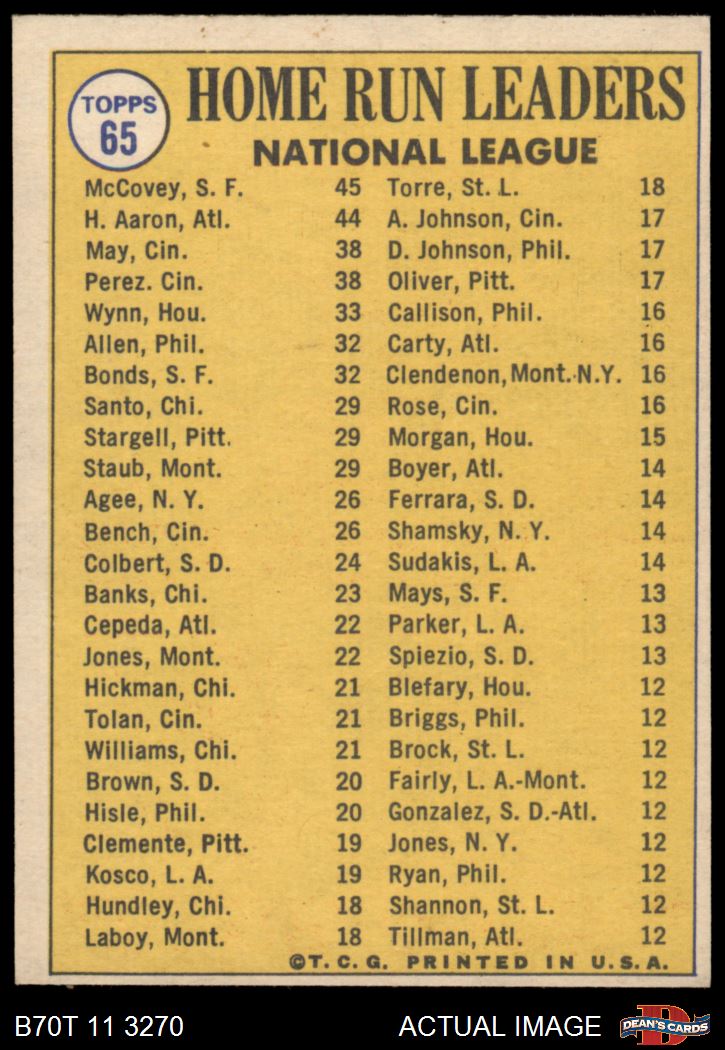 TOPPS
65
HOME RUN LEADERS
NATIONAL LEAGUE
McCovey, S. F. 45
H. Aaron, Atl. 44
May, Cin. 38
Perez. Cin. 38
Wynn, Hou. 33
Allen, Phil. 32
Bonds, S. F. 32
Santo, Chi. 29
Stargell, Pitt. 29
Staub, Mont. 29
Agee, N. Y. 26
Bench, Cin. 26
Colbert, S. D. 24
Banks, Chi. 23
Cepeda, Atl. 22
Jones, Mont. 22
Hickman, Chi. 21
Tolan, Cin. 21
Williams, Chi. 21
Brown, S. D. 20
Hisle, Phil. 20
Clemente, Pitt. 19
Kosco, L. A. 19
Hundley, Chi. 18
Laboy, Mont. 18
Torre, St. L. 18
A. Johnson, Cin. 17
D. Johnson, Phil. 17
Oliver, Pitt. 17
Callison, Phil. 16
Carty, Atl. 16
Clendenon, Mont.-N.Y. 16
Rose, Cin. 16
Morgan, Hou. 15
Boyer, Atl. 14
Ferrara, S. D. 14
Shamsky, N. Y. 14
Sudakis, L. A. 14
Mays, S. F. 13
Parker, L. A. 13
Spiezio, S. D. 13
Blefary, Hou. 12
Briggs, Phil. 12
Brock, St. L. 12
Fairly, L. A.-Mont. 12
Gonzalez, S. D.-Atl. 12
Jones, N. Y. 12
Ryan, Phil. 12
Shannon, St. L. 12
Tillman, Atl. 12
©T. C. G. PRINTED IN U.S.A.
B70T 11 3270
ACTUAL IMAGE
D
DEAN'S CARDS